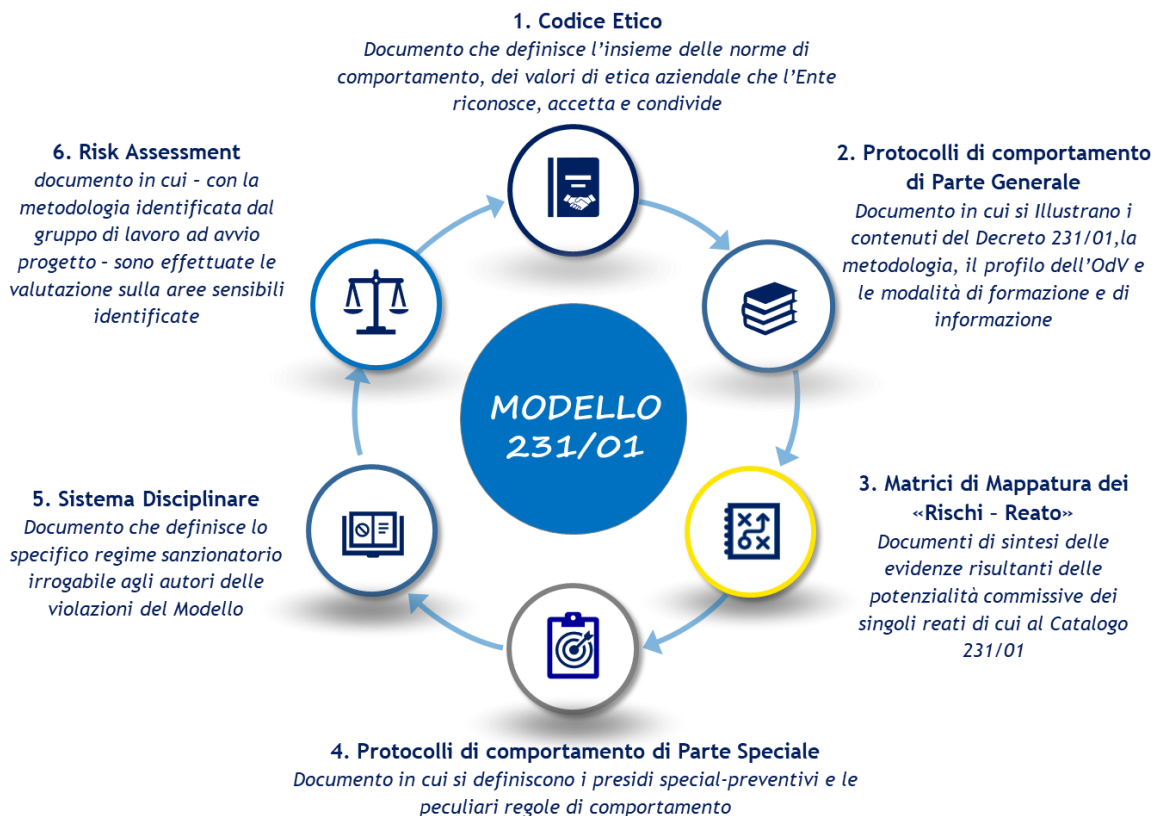 1. Codice Etico
Documento che definisce l'insieme delle norme di
comportamento, dei valori di etica aziendale che l'Ente
riconosce, accetta e condivide
2. Protocolli di comportamento
di Parte Generale
Documento in cui si Illustrano i
contenuti del Decreto 231/01,la
metodologia, il profilo dell'OdV e
le modalità di formazione e di
informazione
3. Matrici di Mappatura dei
«Rischi - Reato»
Documenti di sintesi delle
evidenze risultanti delle
potenzialità commissive dei
singoli reati di cui al Catalogo
231/01
4. Protocolli di comportamento di Parte Speciale
Documento in cui si definiscono i presidi special-preventivi e le
peculiari regole di comportamento
5. Sistema Disciplinare
Documento che definisce lo
specifico regime sanzionatorio
irrogabile agli autori delle
violazioni del Modello
6. Risk Assessment
documento in cui - con la
metodologia identificata dal
gruppo di lavoro ad avvio
progetto - sono effettuate le
valutazione sulla aree sensibili
identificate
MODELLO
231/01